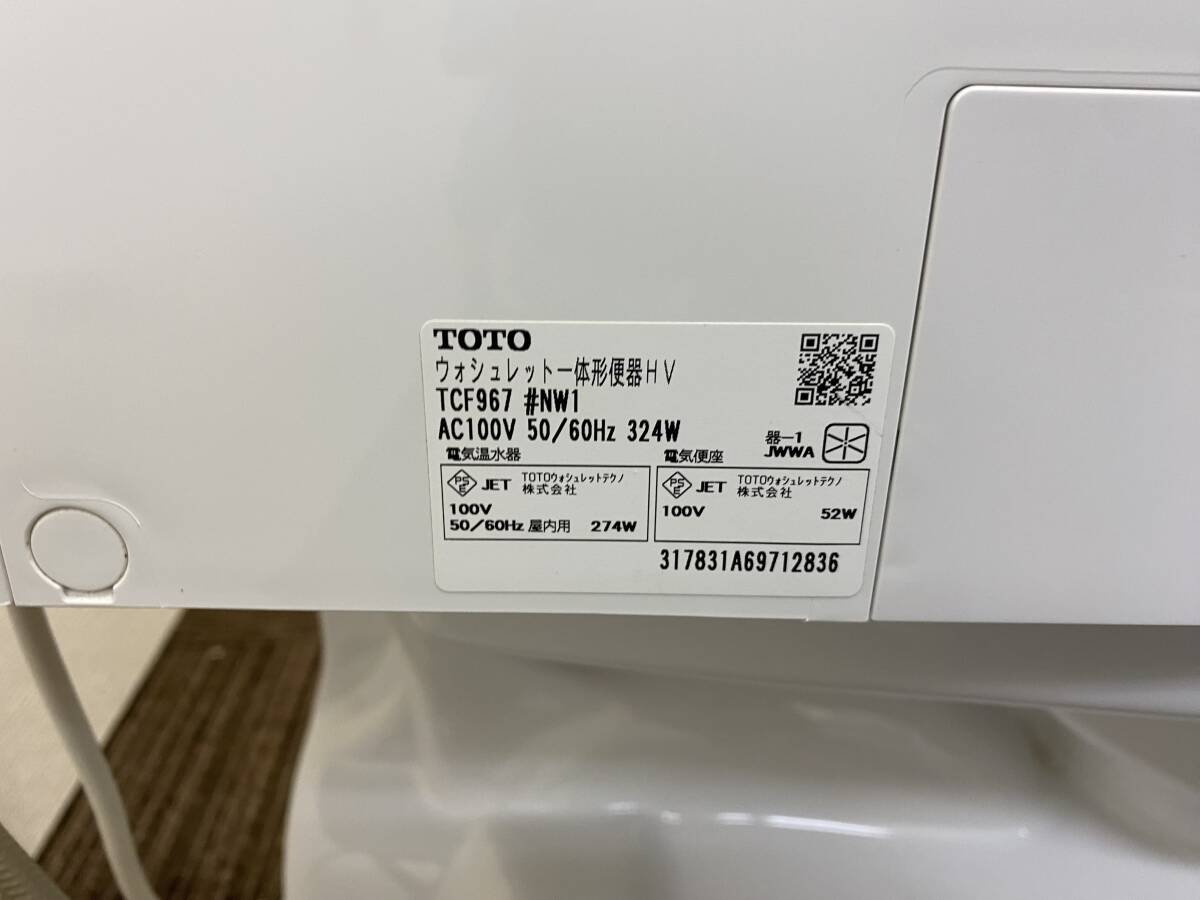 TOTO
ウォシュレット一体形便器HV
TCF967 #NW1
AC100V 50/60Hz 324W
器-1
JWWA
電気温水器
PSE JET TOTOウォシュレットテクノ
株式会社
100V
50/60Hz 屋内用 274W
電気便座
PSE JET TOTOウォシュレットテクノ
株式会社
100V 52W
317831A69712836